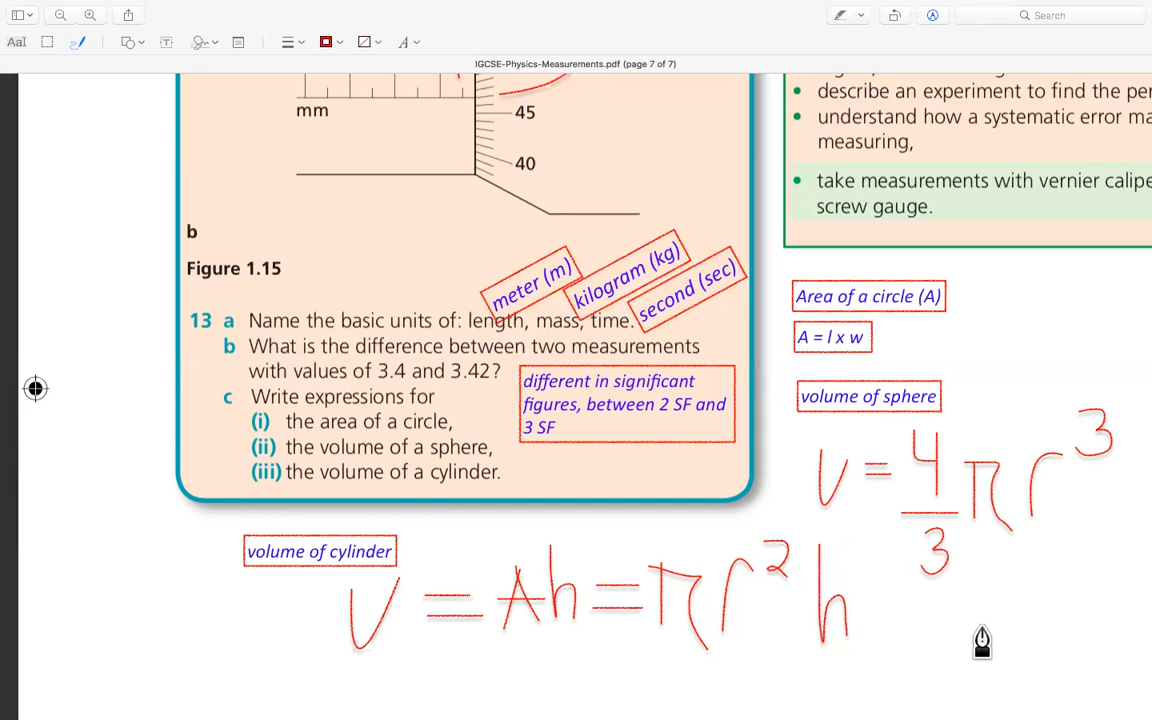 Search
AaI
T
A
IGCSE-Physics-Measurements.pdf (page 7 of 7)
mm
45
40
b
Figure 1.15
meter (m)
kilogram (kg)
second (sec)
13 a Name the basic units of: length, mass, time.
b What is the difference between two measurements
with values of 3.4 and 3.42?
different in significant
figures, between 2 SF and
3 SF
c Write expressions for
(i) the area of a circle,
(ii) the volume of a sphere,
(iii) the volume of a cylinder.
volume of cylinder
V = Ah = πr² h
• describe an experiment to find the per
• understand how a systematic error ma
measuring,
• take measurements with vernier calipe
screw gauge.
Area of a circle (A)
A = l x w
volume of sphere
V = 4/3 πr³